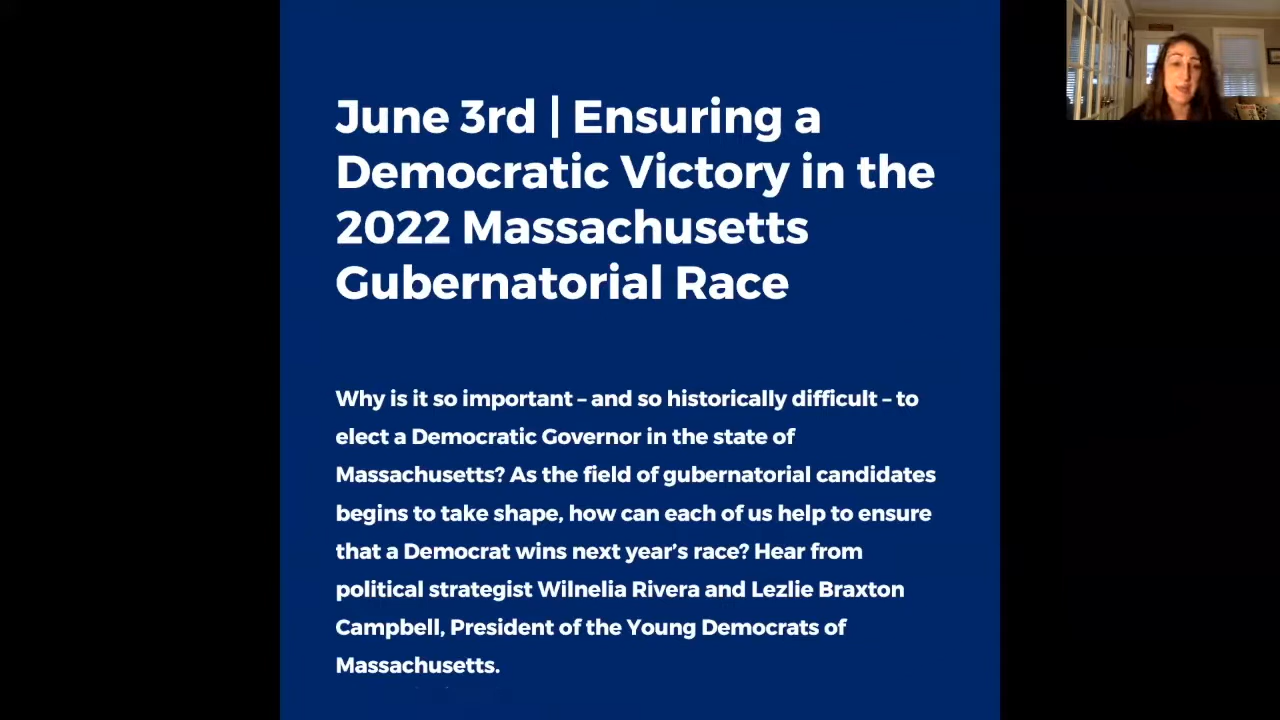 June 3rd | Ensuring a
Democratic Victory in the
2022 Massachusetts
Gubernatorial Race
Why is it so important – and so historically difficult – to
elect a Democratic Governor in the state of
Massachusetts? As the field of gubernatorial candidates
begins to take shape, how can each of us help to ensure
that a Democrat wins next year’s race? Hear from
political strategist Wilnelia Rivera and Lezlie Braxton
Campbell, President of the Young Democrats of
Massachusetts.